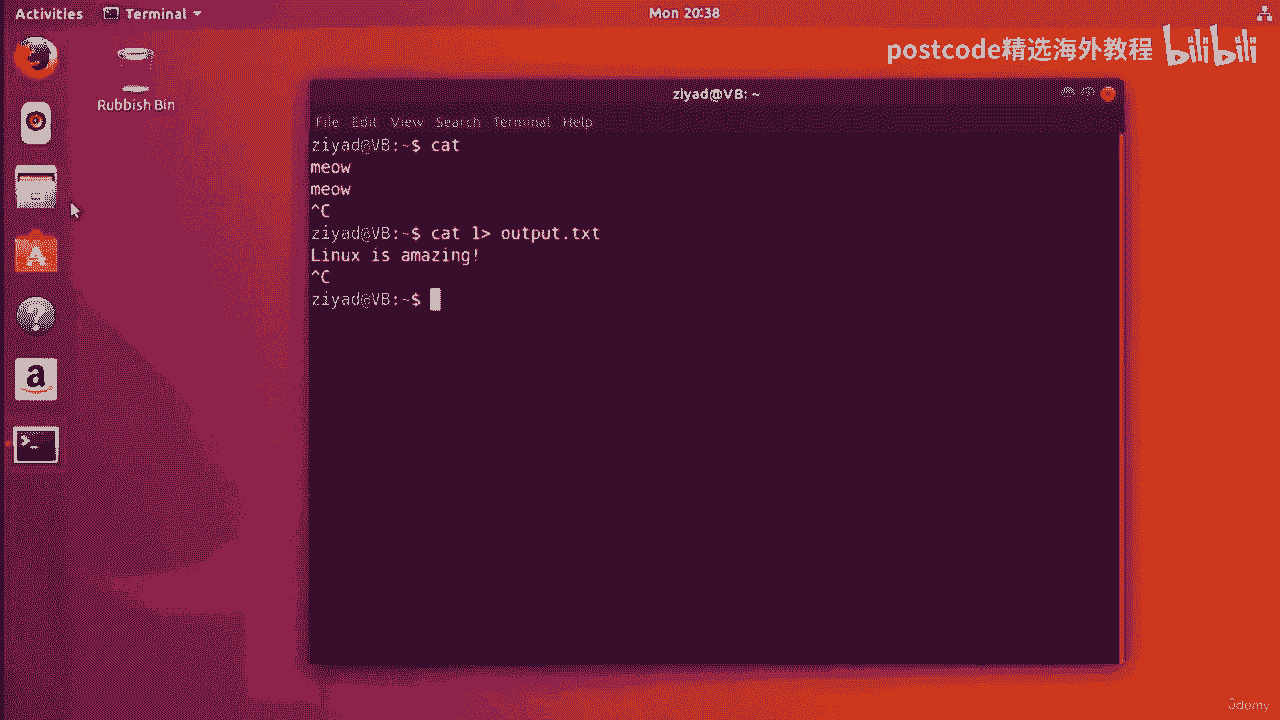 Activities Terminal Mon 20:38
postcode精选海外教程 bilibili
Rubbish Bin
ziyad@VB: ~
File Edit View Search Terminal Help
ziyad@VB:~$ cat
meow
meow
^C
ziyad@VB:~$ cat 1> output.txt
Linux is amazing!
^C
ziyad@VB:~$
Udemy